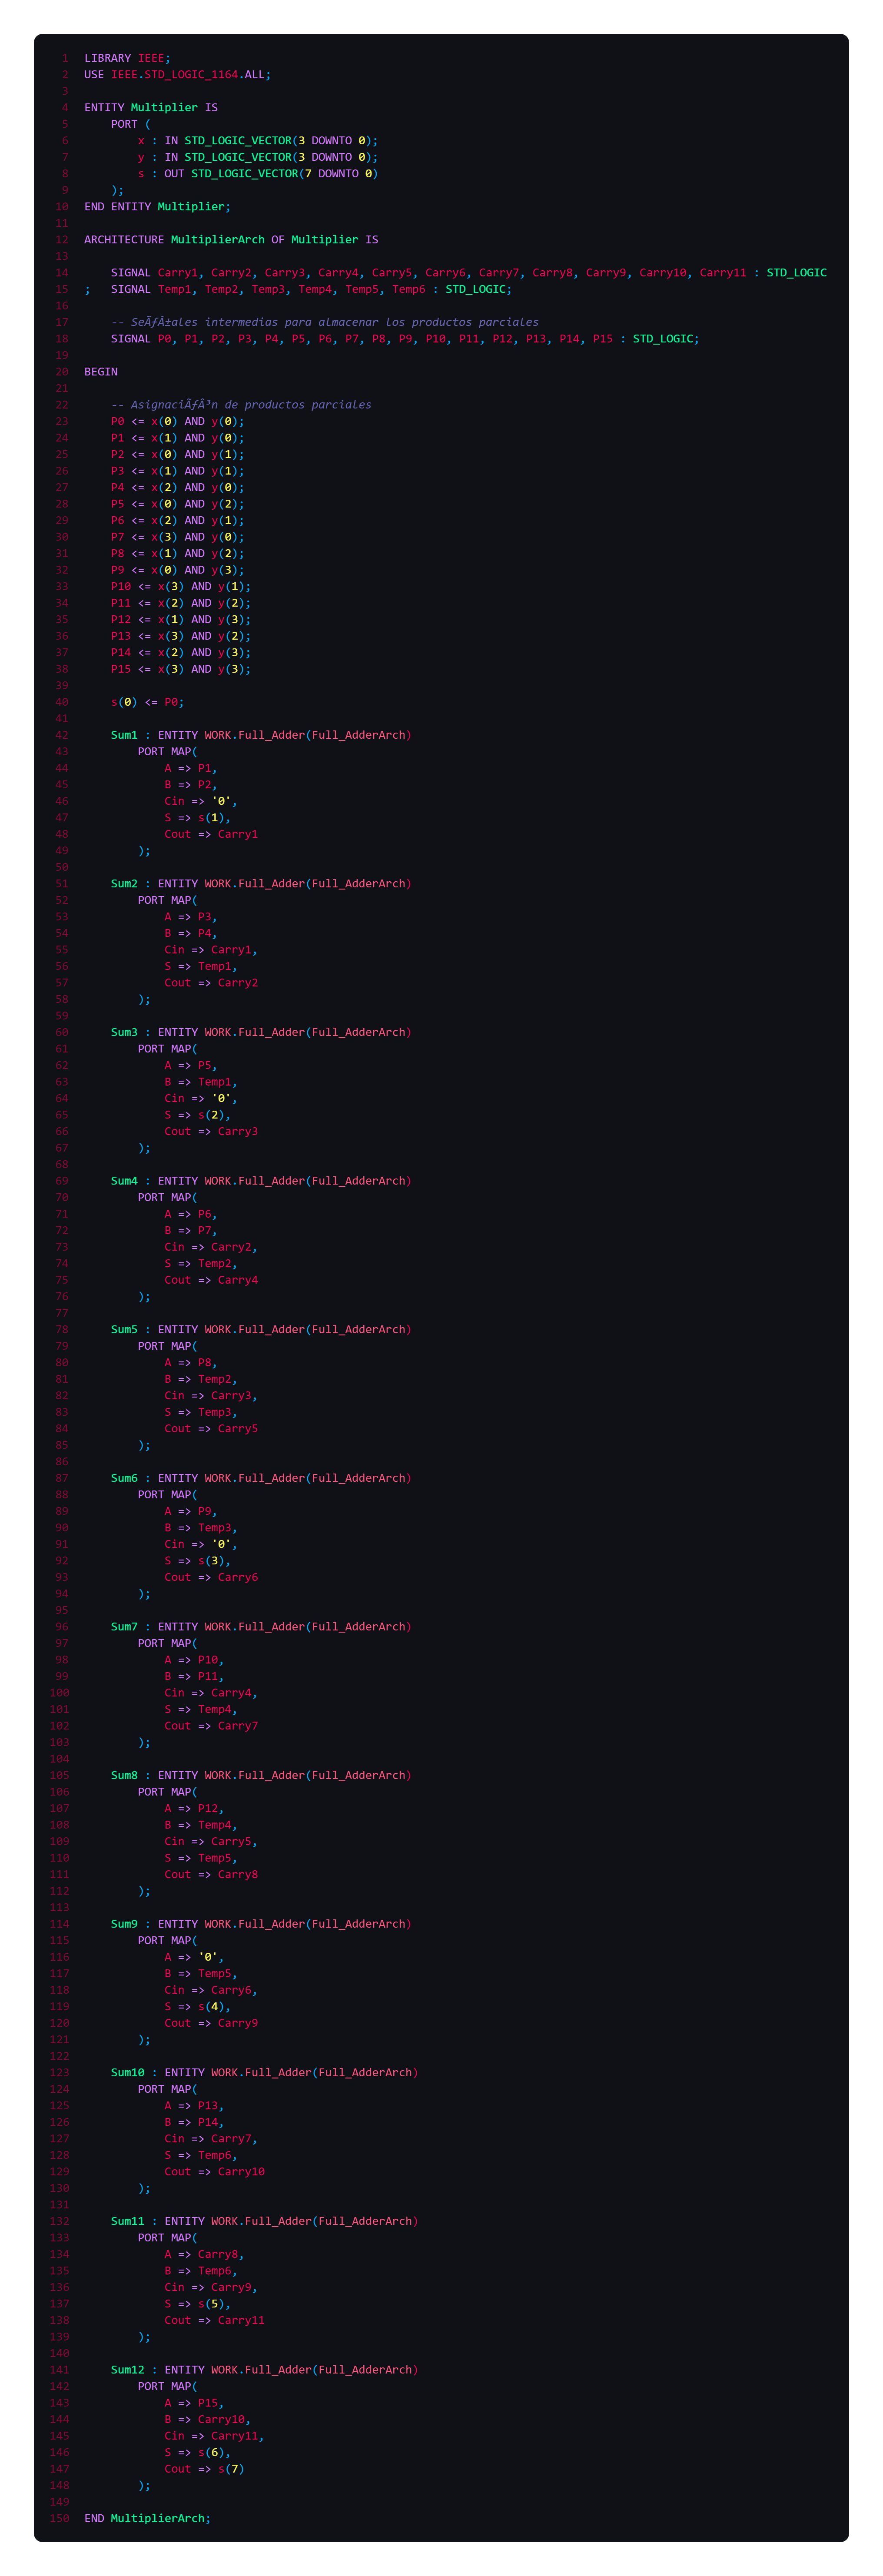 1 LIBRARY IEEE;
2 USE IEEE.STD_LOGIC_1164.ALL;
3
4 ENTITY Multiplier IS
5     PORT (
6         x : IN STD_LOGIC_VECTOR(3 DOWNTO 0);
7         y : IN STD_LOGIC_VECTOR(3 DOWNTO 0);
8         s : OUT STD_LOGIC_VECTOR(7 DOWNTO 0)
9     );
10 END ENTITY Multiplier;
11
12 ARCHITECTURE MultiplierArch OF Multiplier IS
13
14     SIGNAL Carry1, Carry2, Carry3, Carry4, Carry5, Carry6, Carry7, Carry8, Carry9, Carry10, Carry11 : STD_LOGIC
15 ;   SIGNAL Temp1, Temp2, Temp3, Temp4, Temp5, Temp6 : STD_LOGIC;
16
17     -- SeÃƒÂ±ales intermedias para almacenar los productos parciales
18     SIGNAL P0, P1, P2, P3, P4, P5, P6, P7, P8, P9, P10, P11, P12, P13, P14, P15 : STD_LOGIC;
19
20 BEGIN
21
22     -- AsignaciÃƒÂ³n de productos parciales
23     P0 <= x(0) AND y(0);
24     P1 <= x(1) AND y(0);
25     P2 <= x(0) AND y(1);
26     P3 <= x(1) AND y(1);
27     P4 <= x(2) AND y(0);
28     P5 <= x(0) AND y(2);
29     P6 <= x(2) AND y(1);
30     P7 <= x(3) AND y(0);
31     P8 <= x(1) AND y(2);
32     P9 <= x(0) AND y(3);
33     P10 <= x(3) AND y(1);
34     P11 <= x(2) AND y(2);
35     P12 <= x(1) AND y(3);
36     P13 <= x(3) AND y(2);
37     P14 <= x(2) AND y(3);
38     P15 <= x(3) AND y(3);
39
40     s(0) <= P0;
41
42     Sum1 : ENTITY WORK.Full_Adder(Full_AdderArch)
43         PORT MAP(
44             A => P1,
45             B => P2,
46             Cin => '0',
47             S => s(1),
48             Cout => Carry1
49         );
50
51     Sum2 : ENTITY WORK.Full_Adder(Full_AdderArch)
52         PORT MAP(
53             A => P3,
54             B => P4,
55             Cin => Carry1,
56             S => Temp1,
57             Cout => Carry2
58         );
59
60     Sum3 : ENTITY WORK.Full_Adder(Full_AdderArch)
61         PORT MAP(
62             A => P5,
63             B => Temp1,
64             Cin => '0',
65             S => s(2),
66             Cout => Carry3
67         );
68
69     Sum4 : ENTITY WORK.Full_Adder(Full_AdderArch)
70         PORT MAP(
71             A => P6,
72             B => P7,
73             Cin => Carry2,
74             S => Temp2,
75             Cout => Carry4
76         );
77
78     Sum5 : ENTITY WORK.Full_Adder(Full_AdderArch)
79         PORT MAP(
80             A => P8,
81             B => Temp2,
82             Cin => Carry3,
83             S => Temp3,
84             Cout => Carry5
85         );
86
87     Sum6 : ENTITY WORK.Full_Adder(Full_AdderArch)
88         PORT MAP(
89             A => P9,
90             B => Temp3,
91             Cin => '0',
92             S => s(3),
93             Cout => Carry6
94         );
95
96     Sum7 : ENTITY WORK.Full_Adder(Full_AdderArch)
97         PORT MAP(
98             A => P10,
99             B => P11,
100             Cin => Carry4,
101             S => Temp4,
102             Cout => Carry7
103         );
104
105     Sum8 : ENTITY WORK.Full_Adder(Full_AdderArch)
106         PORT MAP(
107             A => P12,
108             B => Temp4,
109             Cin => Carry5,
110             S => Temp5,
111             Cout => Carry8
112         );
113
114     Sum9 : ENTITY WORK.Full_Adder(Full_AdderArch)
115         PORT MAP(
116             A => '0',
117             B => Temp5,
118             Cin => Carry6,
119             S => s(4),
120             Cout => Carry9
121         );
122
123     Sum10 : ENTITY WORK.Full_Adder(Full_AdderArch)
124         PORT MAP(
125             A => P13,
126             B => P14,
127             Cin => Carry7,
128             S => Temp6,
129             Cout => Carry10
130         );
131
132     Sum11 : ENTITY WORK.Full_Adder(Full_AdderArch)
133         PORT MAP(
134             A => Carry8,
135             B => Temp6,
136             Cin => Carry9,
137             S => s(5),
138             Cout => Carry11
139         );
140
141     Sum12 : ENTITY WORK.Full_Adder(Full_AdderArch)
142         PORT MAP(
143             A => P15,
144             B => Carry10,
145             Cin => Carry11,
146             S => s(6),
147             Cout => s(7)
148         );
149
150 END MultiplierArch;